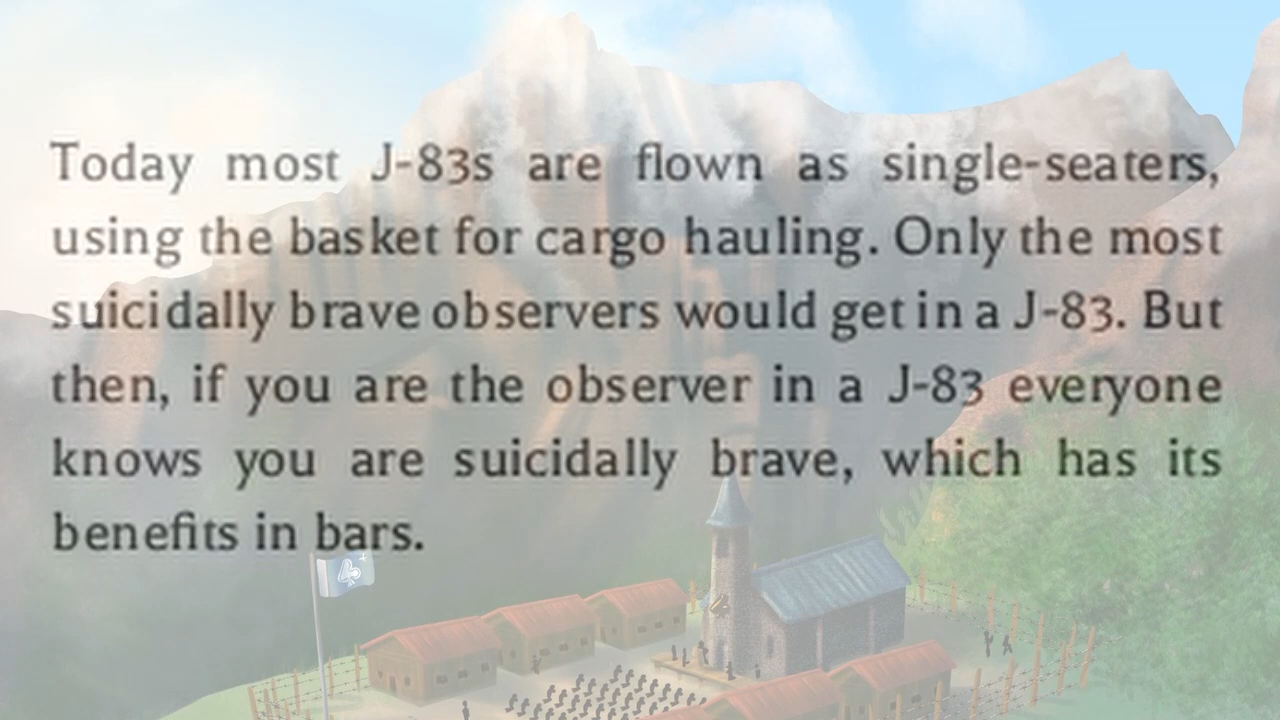 Today most J-83s are flown as single-seaters,
using the basket for cargo hauling. Only the most
suicidally brave observers would get in a J-83. But
then, if you are the observer in a J-83 everyone
knows you are suicidally brave, which has its
benefits in bars.